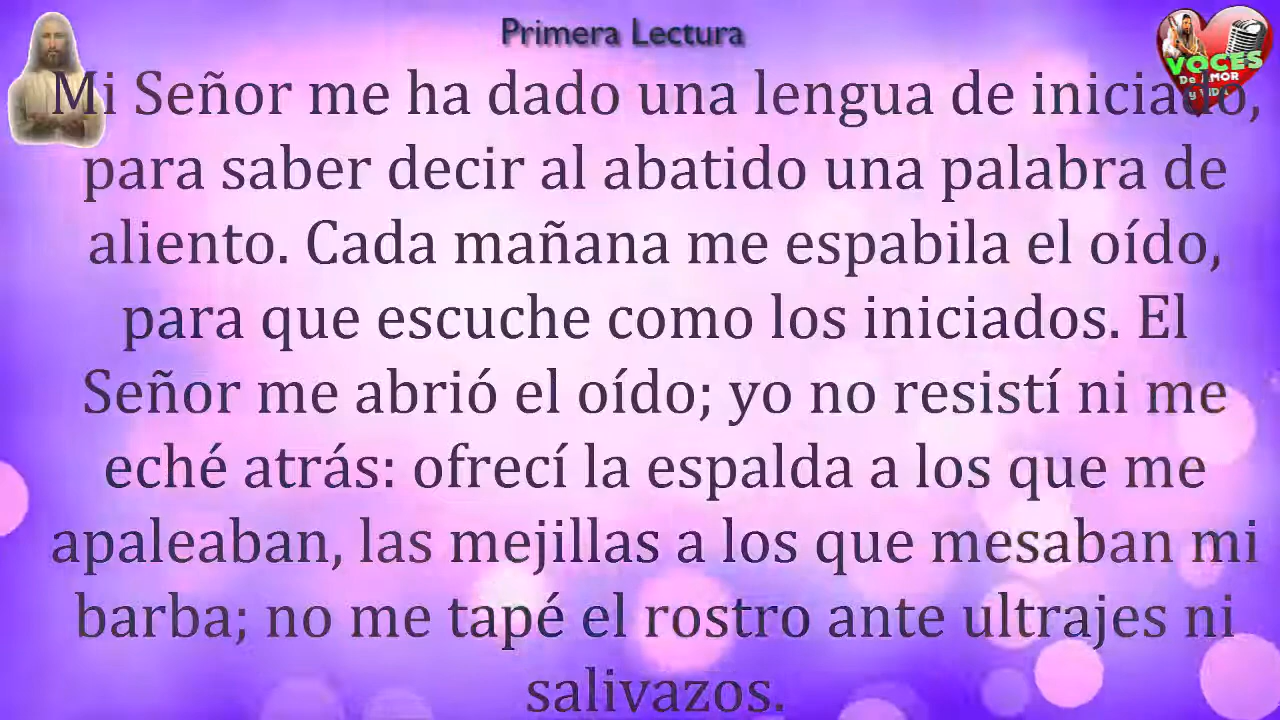 Primera Lectura
VOCES
De AMOR
y VIDA
Mi Señor me ha dado una lengua de iniciado,
para saber decir al abatido una palabra de
aliento. Cada mañana me espabila el oído,
para que escuche como los iniciados. El
Señor me abrió el oído; yo no resistí ni me
eché atrás: ofrecí la espalda a los que me
apaleaban, las mejillas a los que mesaban mi
barba; no me tapé el rostro ante ultrajes ni
salivazos.